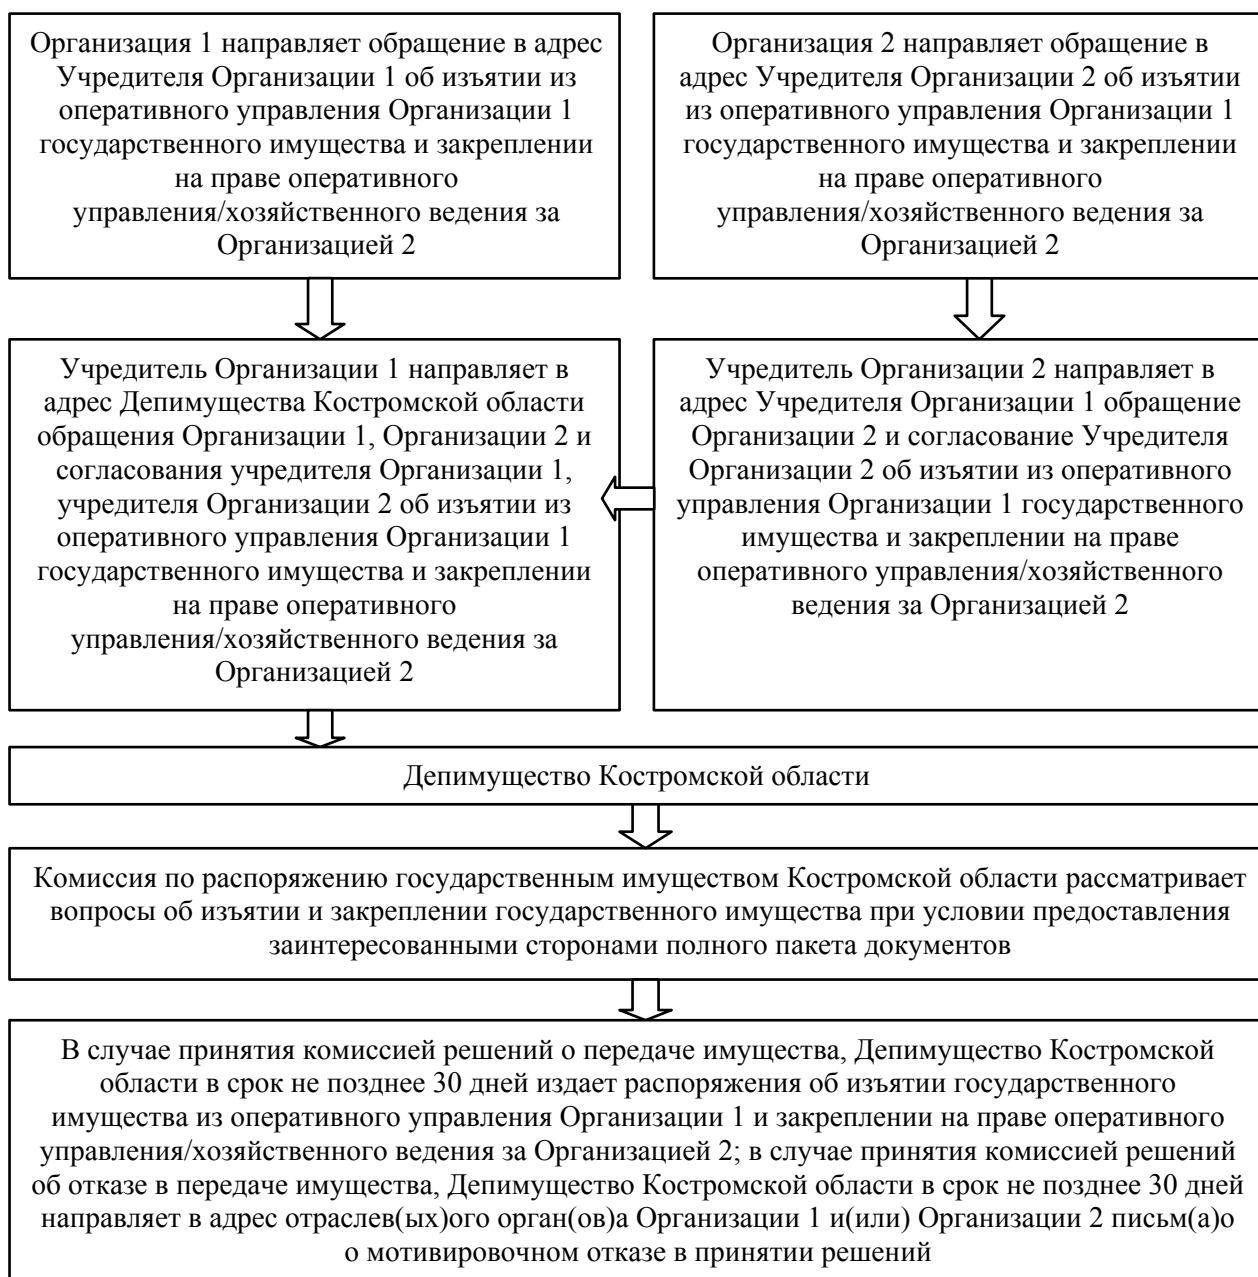 Организация 1 направляет обращение в адрес
Учредителя Организации 1 об изъятии из
оперативного управления Организации 1
государственного имущества и закреплении
на праве оперативного
управления/хозяйственного ведения за
Организацией 2
Организация 2 направляет обращение в
адрес Учредителя Организации 2 об изъятии
из оперативного управления Организации 1
государственного имущества и закреплении
на праве оперативного
управления/хозяйственного ведения за
Организацией 2
Учредитель Организации 1 направляет в
адрес Депимущества Костромской области
обращения Организации 1, Организации 2 и
согласования учредителя Организации 1,
учредителя Организации 2 об изъятии из
оперативного управления Организации 1
государственного имущества и закреплении
на праве оперативного
управления/хозяйственного ведения за
Организацией 2
Учредитель Организации 2 направляет в
адрес Учредителя Организации 1 обращение
Организации 2 и согласование Учредителя
Организации 2 об изъятии из оперативного
управления Организации 1 государственного
имущества и закреплении на праве
оперативного управления/хозяйственного
ведения за Организацией 2
Депимущество Костромской области
Комиссия по распоряжению государственным имуществом Костромской области рассматривает
вопросы об изъятии и закреплении государственного имущества при условии предоставления
заинтересованными сторонами полного пакета документов
В случае принятия комиссией решений о передаче имущества, Депимущество Костромской
области в срок не позднее 30 дней издает распоряжения об изъятии государственного
имущества из оперативного управления Организации 1 и закреплении на праве оперативного
управления/хозяйственного ведения за Организацией 2; в случае принятия комиссией решений
об отказе в передаче имущества, Депимущество Костромской области в срок не позднее 30 дней
направляет в адрес отраслев(ых)ого орган(ов)а Организации 1 и(или) Организации 2 письм(а)о
о мотивировочном отказе в принятии решений